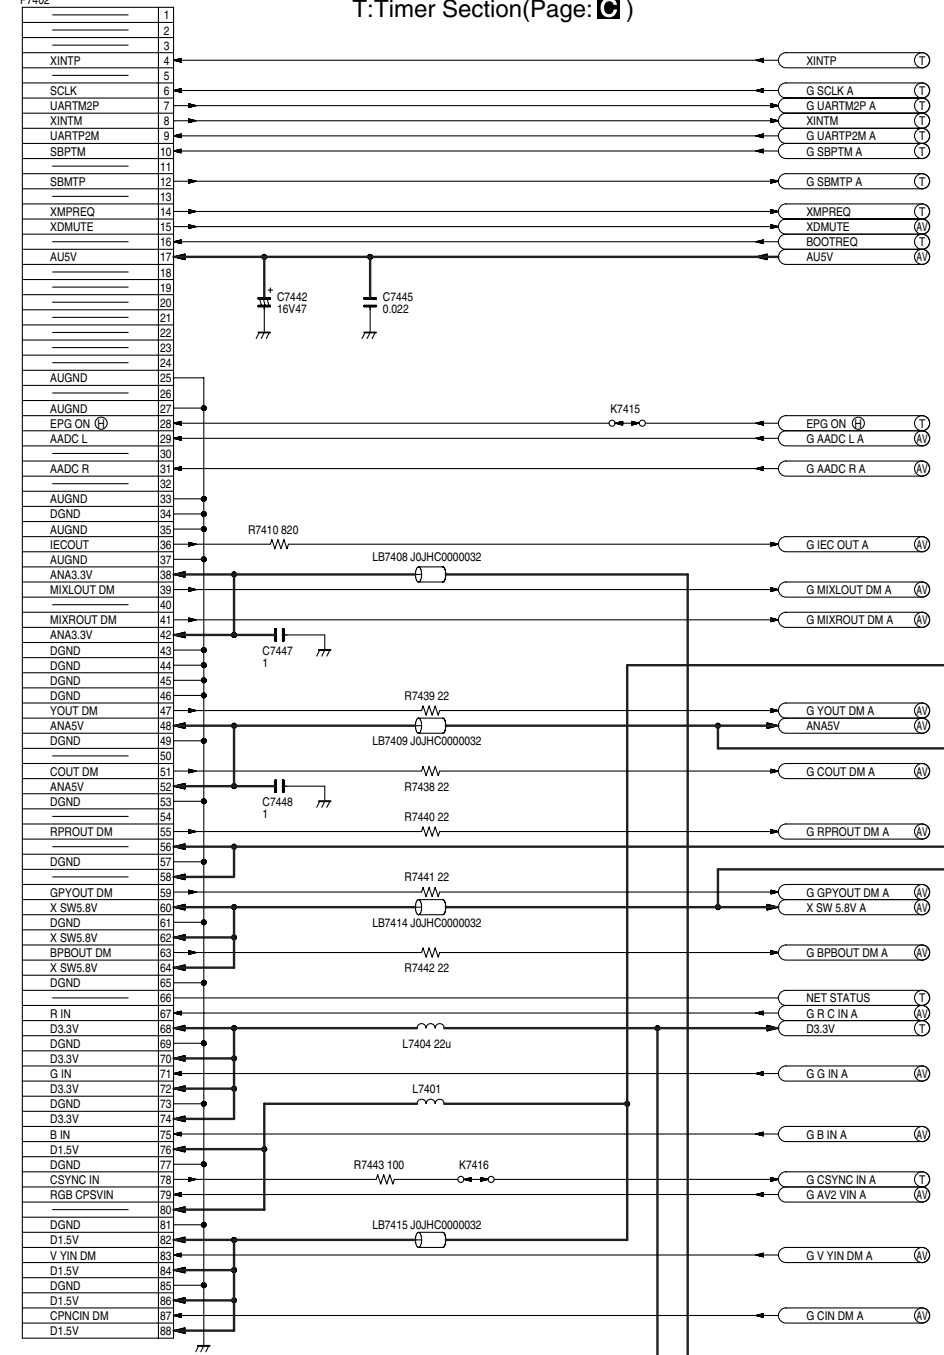 P7402
T:Timer Section(Page: C )
1
2
3
XINTP 4 XINTP T
5
SCLK 6 G SCLK A T
UARTM2P 7 G UARTM2P A T
XINTM 8 XINTM T
UARTP2M 9 G UARTP2M A T
SBPTM 10 G SBPTM A T
11
SBMTP 12 G SBMTP A T
13
XMPREQ 14 XMPREQ T
XDMUTE 15 XDMUTE AV
16 BOOTREQ T
AU5V 17 AU5V AV
18
19
+ C7442 C7445
20
16V47 0.022
21
22
23
24
AUGND 25
26
AUGND 27 K7415
EPG ON H 28 EPG ON H T
AADC L 29 G AADC L A AV
30
AADC R 31 G AADC R A AV
32
AUGND 33
DGND 34
AUGND 35 R7410 820
IECOUT 36 G IEC OUT A AV
AUGND 37 LB7408 J0JHC0000032
ANA3.3V 38
MIXLOUT DM 39 G MIXLOUT DM A AV
40
MIXROUT DM 41 G MIXROUT DM A AV
ANA3.3V 42
DGND 43 C7447
DGND 44 1
DGND 45
DGND 46 R7439 22
YOUT DM 47 G YOUT DM A AV
ANA5V 48 ANA5V AV
DGND 49 LB7409 J0JHC0000032
50
COUT DM 51 G COUT DM A AV
ANA5V 52 R7438 22
DGND 53 C7448
1
54 R7440 22
RPROUT DM 55 G RPROUT DM A AV
56
DGND 57
58 R7441 22
GPYOUT DM 59 G GPYOUT DM A AV
X SW5.8V 60 X SW 5.8V A AV
DGND 61 LB7414 J0JHC0000032
X SW5.8V 62
BPBOUT DM 63 G BPBOUT DM A AV
X SW5.8V 64 R7442 22
DGND 65
66 NET STATUS T
R IN 67 G R C IN A AV
D3.3V 68 D3.3V T
DGND 69 L7404 22u
D3.3V 70
G IN 71 G G IN A AV
D3.3V 72 L7401
DGND 73
D3.3V 74
B IN 75 G B IN A AV
D1.5V 76
DGND 77 R7443 100 K7416
CSYNC IN 78 G CSYNC IN A T
RGB CPSVIN 79 G AV2 VIN A AV
80
DGND 81 LB7415 J0JHC0000032
D1.5V 82
V YIN DM 83 G V YIN DM A AV
D1.5V 84
DGND 85
D1.5V 86
CPNCIN DM 87 G CIN DM A AV
D1.5V 88